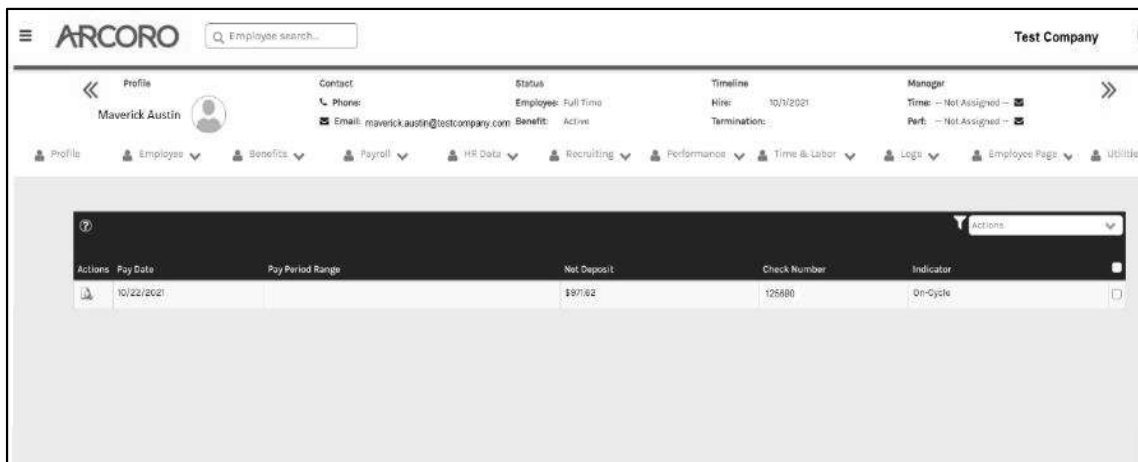 ARCORO Employee search... Test Company
Profile Contact Status Timeline Manager
Maverick Austin Phone: Employee: Full Time Hire: 10/1/2021 Time: -- Not Assigned --
Email: maverick.austin@testcompany.com Benefit: Active Termination: Perf: -- Not Assigned --
Profile Employee Benefits Payroll HR Data Recruiting Performance Time & Labor Logs Employee Page Utilitie
? Actions
Actions Pay Date Pay Period Range Net Deposit Check Number Indicator
10/22/2021 $971.62 125690 On-Cycle